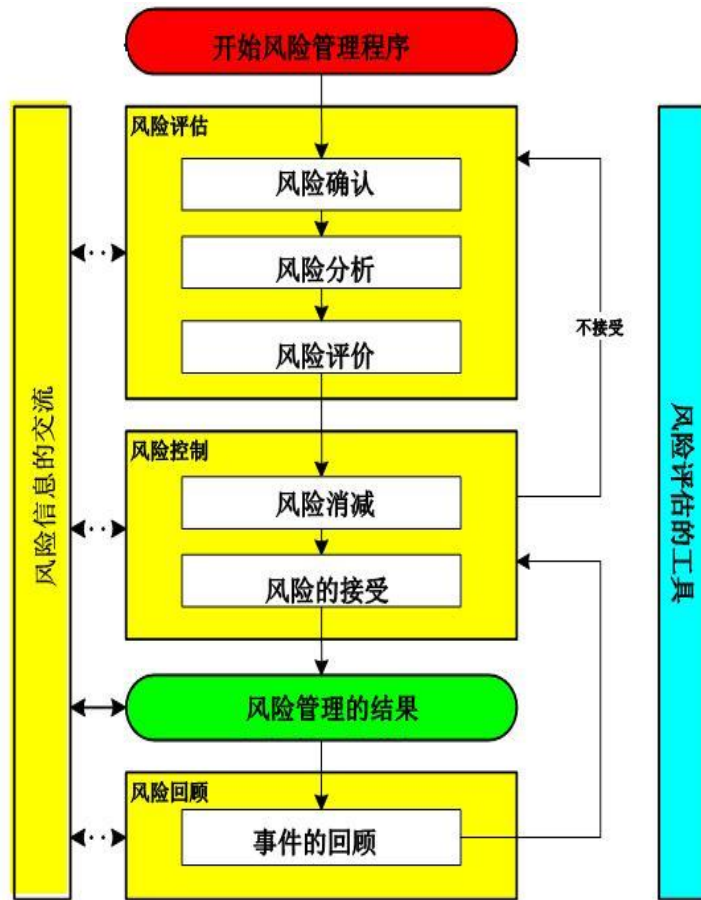 开始风险管理程序
风险评估
风险确认
风险分析
风险评价
不接受
风险控制
风险消减
风险的接受
风险管理的结果
风险回顾
事件的回顾
风险信息的交流
风险评估的工具